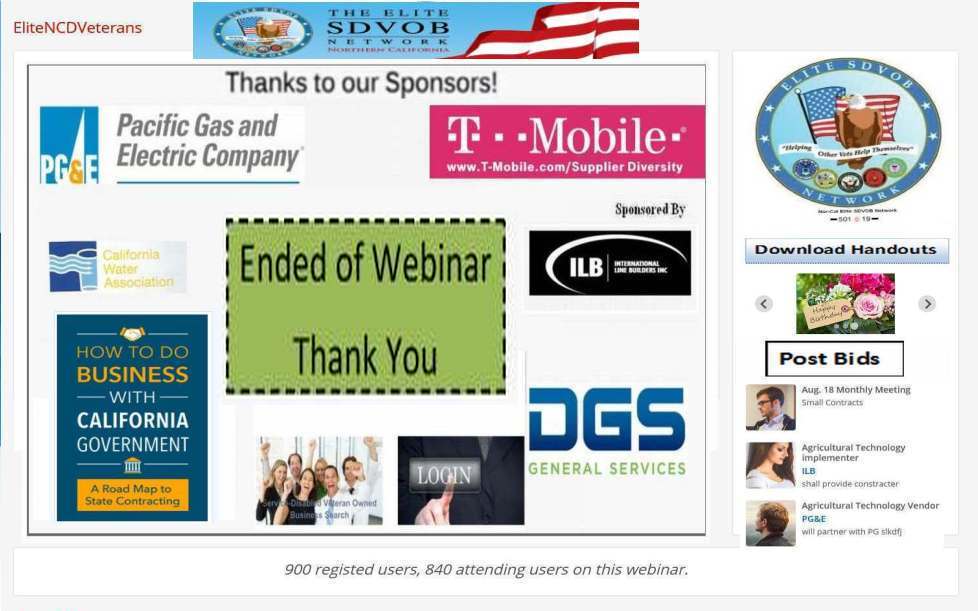 EliteNCDVeterans
THE ELITE
SDVOB
NETWORK
NORTHERN CALIFORNIA
Thanks to our Sponsors!
PG&E
Pacific Gas and
Electric Company
T··Mobile·
www.T-Mobile.com/Supplier Diversity
Sponsored By
California
Water
Association
Ended of Webinar
Thank You
ILB
INTERNATIONAL
LINE BUILDERS INC
HOW TO DO
BUSINESS
WITH
CALIFORNIA
GOVERNMENT
A Road Map to
State Contracting
Service-Disabled Veteran Owned
Business Search
LOGIN
DGS
GENERAL SERVICES
ELITE SDVOB
"Helping Other Vets Help Themselves"
NETWORK
Nor-Cal Elite SDVOB Network
501 c 19
Download Handouts
Happy
Birthday
Post Bids
Aug. 18 Monthly Meeting
Small Contracts
Agricultural Technology
implementer
ILB
shall provide constracter
Agricultural Technology Vendor
PG&E
will partner with PG slkdfj
900 registed users, 840 attending users on this webinar.